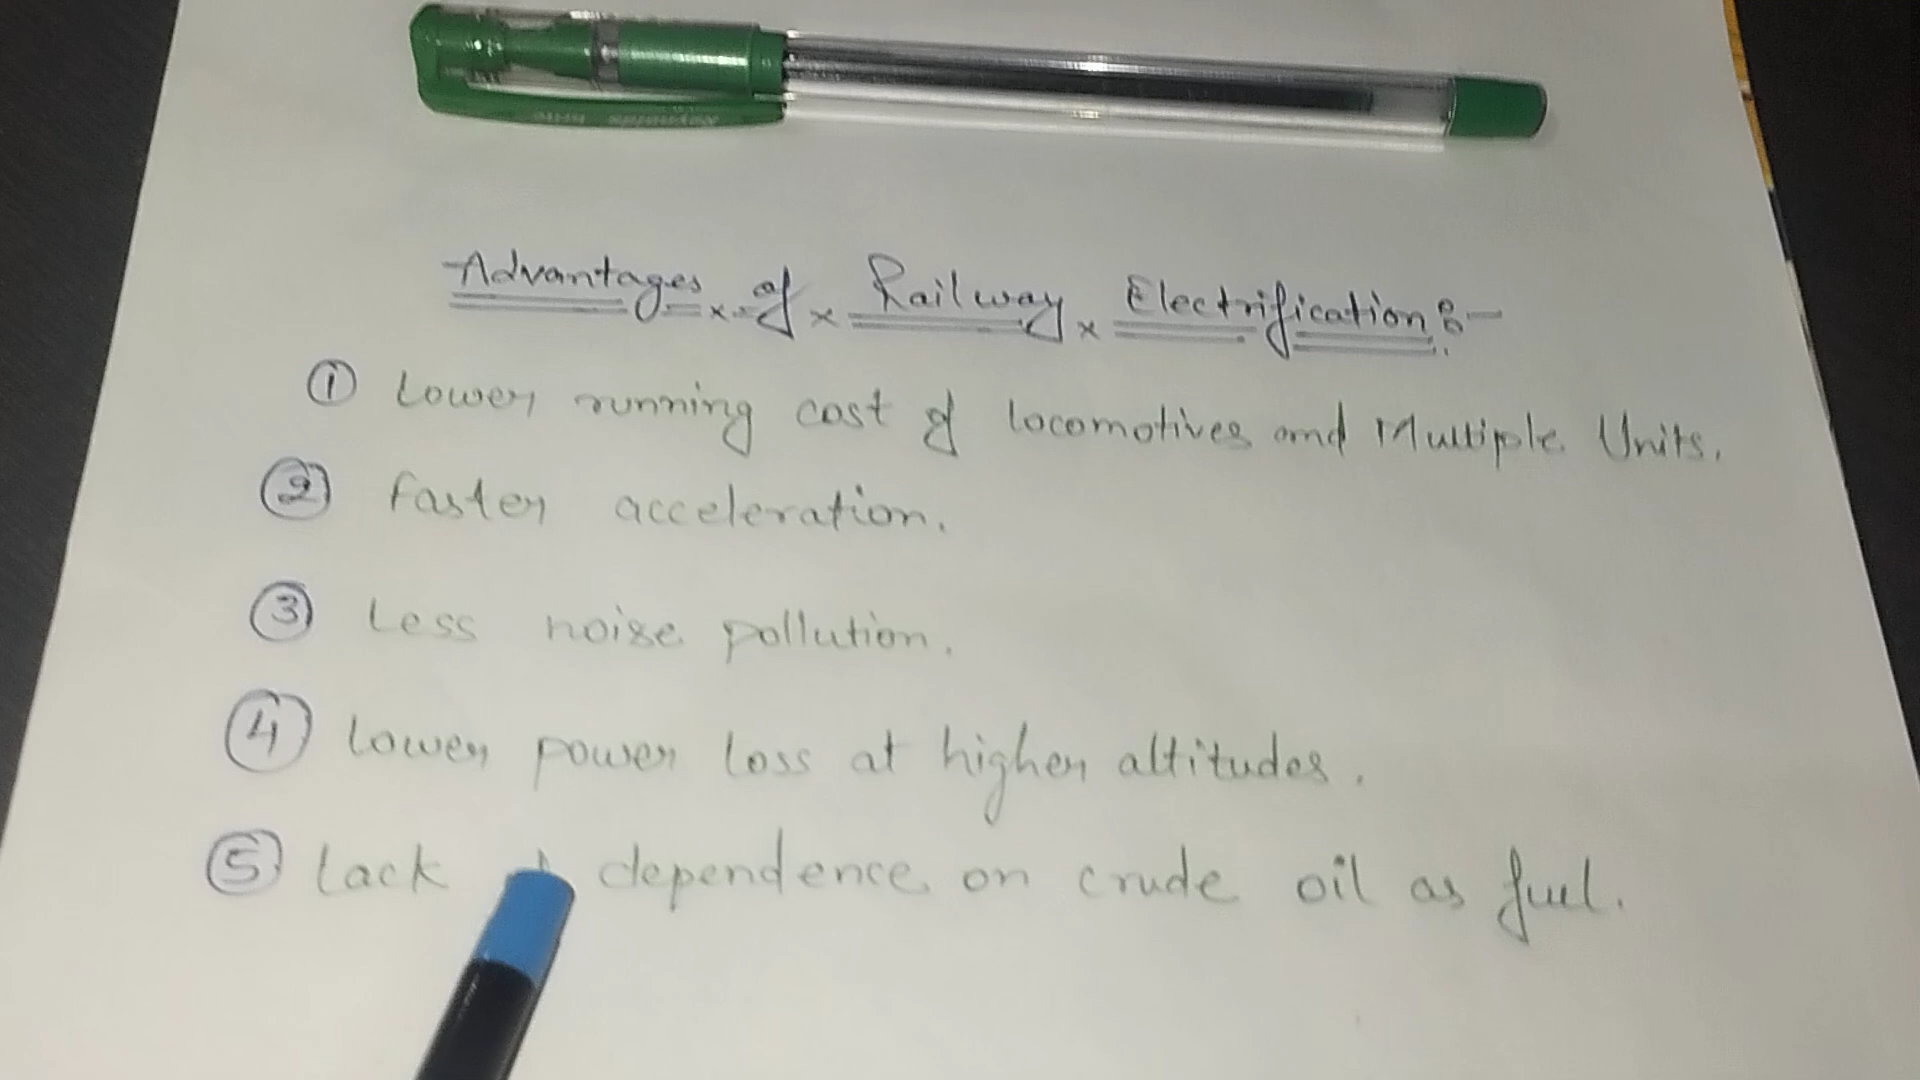 Advantages of Railway Electrification :-
① Lower running cost of locomotives and Multiple Units.
② Faster acceleration.
③ Less noise pollution.
④ Lower power loss at higher altitudes.
⑤ Lack dependence on crude oil as fuel.